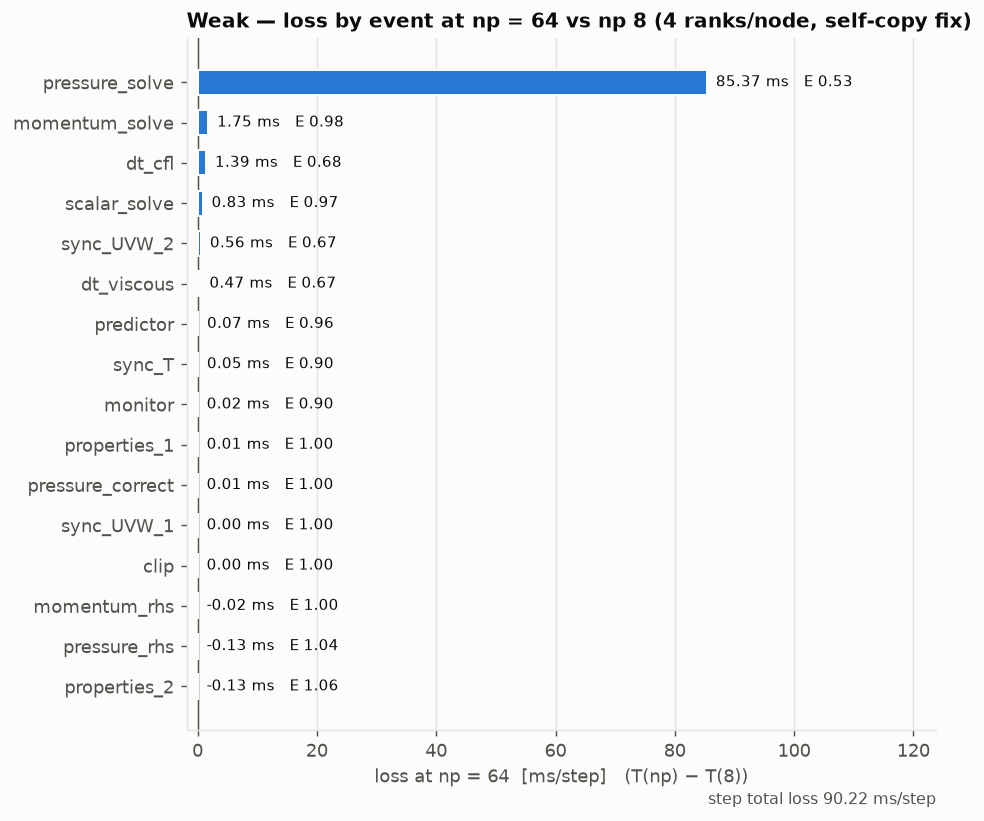 Weak — loss by event at np = 64 vs np 8 (4 ranks/node, self-copy fix)
pressure_solve 85.37 ms E 0.53
momentum_solve 1.75 ms E 0.98
dt_cfl 1.39 ms E 0.68
scalar_solve 0.83 ms E 0.97
sync_UVW_2 0.56 ms E 0.67
dt_viscous 0.47 ms E 0.67
predictor 0.07 ms E 0.96
sync_T 0.05 ms E 0.90
monitor 0.02 ms E 0.90
properties_1 0.01 ms E 1.00
pressure_correct 0.01 ms E 1.00
sync_UVW_1 0.00 ms E 1.00
clip 0.00 ms E 1.00
momentum_rhs -0.02 ms E 1.00
pressure_rhs -0.13 ms E 1.04
properties_2 -0.13 ms E 1.06
0 20 40 60 80 100 120
loss at np = 64 [ms/step] (T(np) − T(8))
step total loss 90.22 ms/step